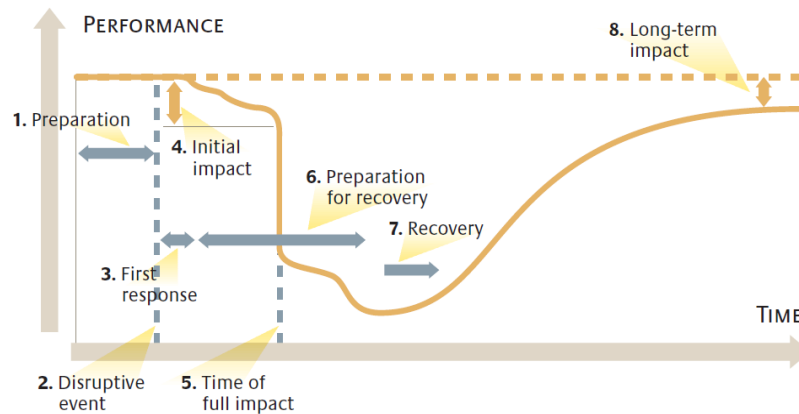 PERFORMANCE
8. Long-term
impact
1. Preparation
4. Initial
impact
6. Preparation
for recovery
7. Recovery
3. First
response
TIME
2. Disruptive
event
5. Time of
full impact